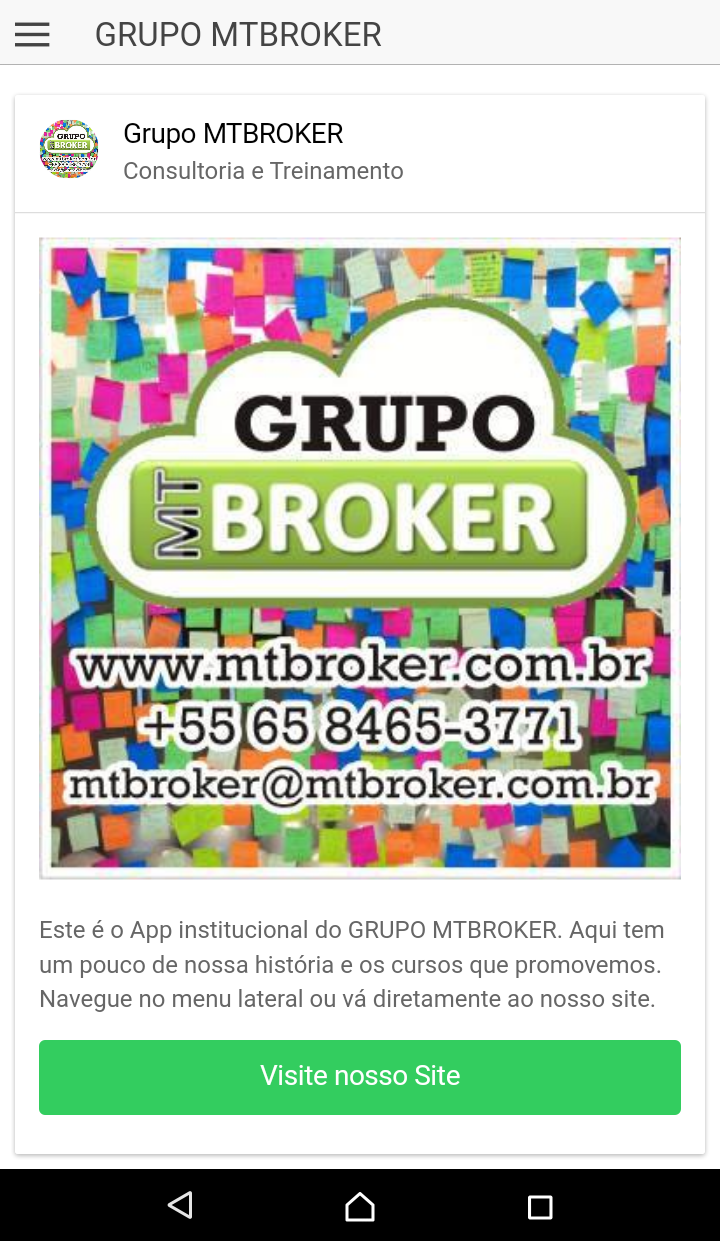 GRUPO MTBROKER
Grupo MTBROKER
Consultoria e Treinamento
GRUPO
MT BROKER
www.mtbroker.com.br
+55 65 8465-3771
mtbroker@mtbroker.com.br
Este é o App institucional do GRUPO MTBROKER. Aqui tem
um pouco de nossa história e os cursos que promovemos.
Navegue no menu lateral ou vá diretamente ao nosso site.
Visite nosso Site